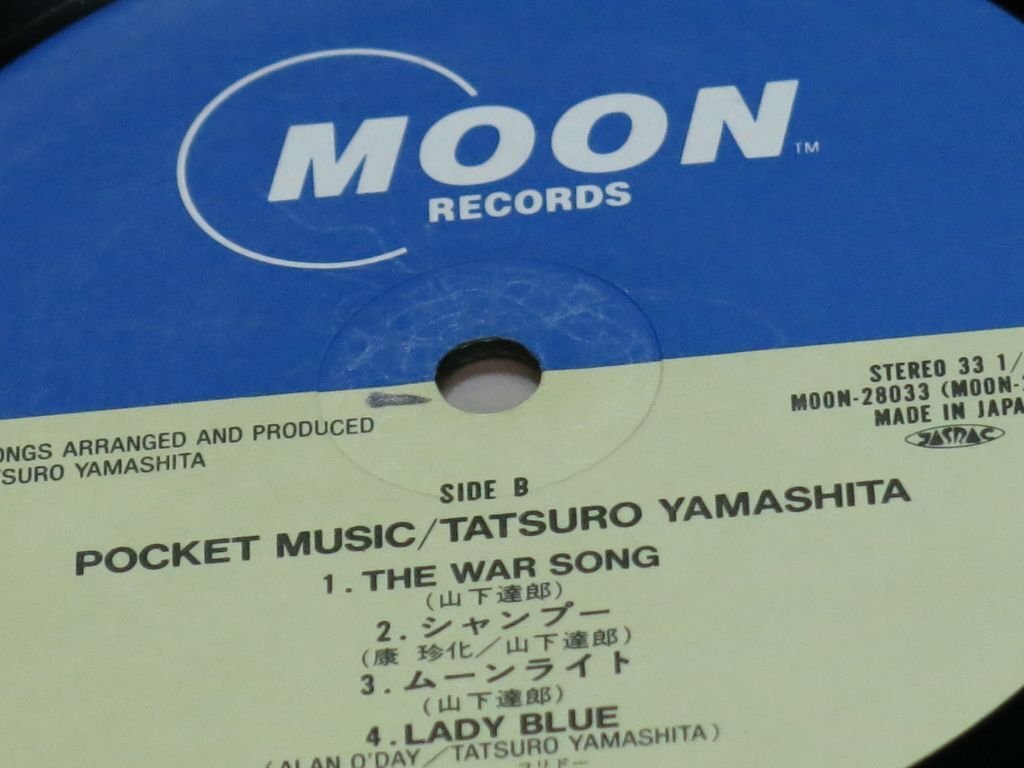 MOON TM
RECORDS
STEREO 33 1/
MOON-28033 (MOON-
MADE IN JAPA
JASRAC
ONGS ARRANGED AND PRODUCED
TSURO YAMASHITA
SIDE B
POCKET MUSIC/TATSURO YAMASHITA
1. THE WAR SONG
(山下達郎)
2. シャンプー
(康 珍化/山下達郎)
3. ムーンライト
(山下達郎)
4. LADY BLUE
(ALAN O'DAY/TATSURO YAMASHITA)